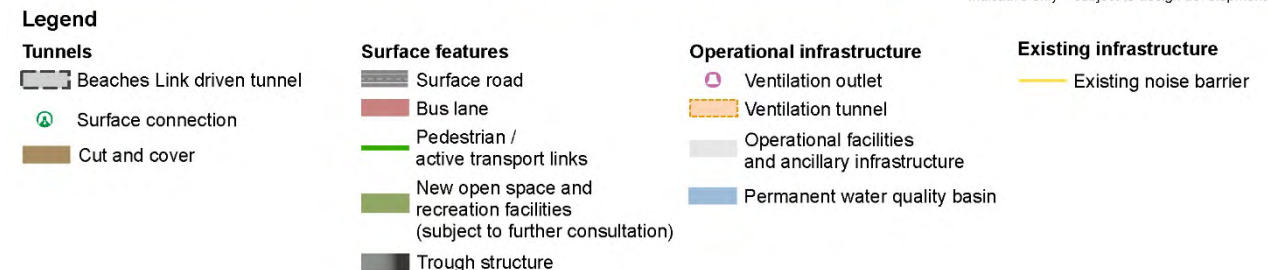 Legend
Tunnels
Beaches Link driven tunnel
Surface connection
Cut and cover
Surface features
Surface road
Bus lane
Pedestrian /
active transport links
New open space and
recreation facilities
(subject to further consultation)
Trough structure
Operational infrastructure
Ventilation outlet
Ventilation tunnel
Operational facilities
and ancillary infrastructure
Permanent water quality basin
Existing infrastructure
Existing noise barrier